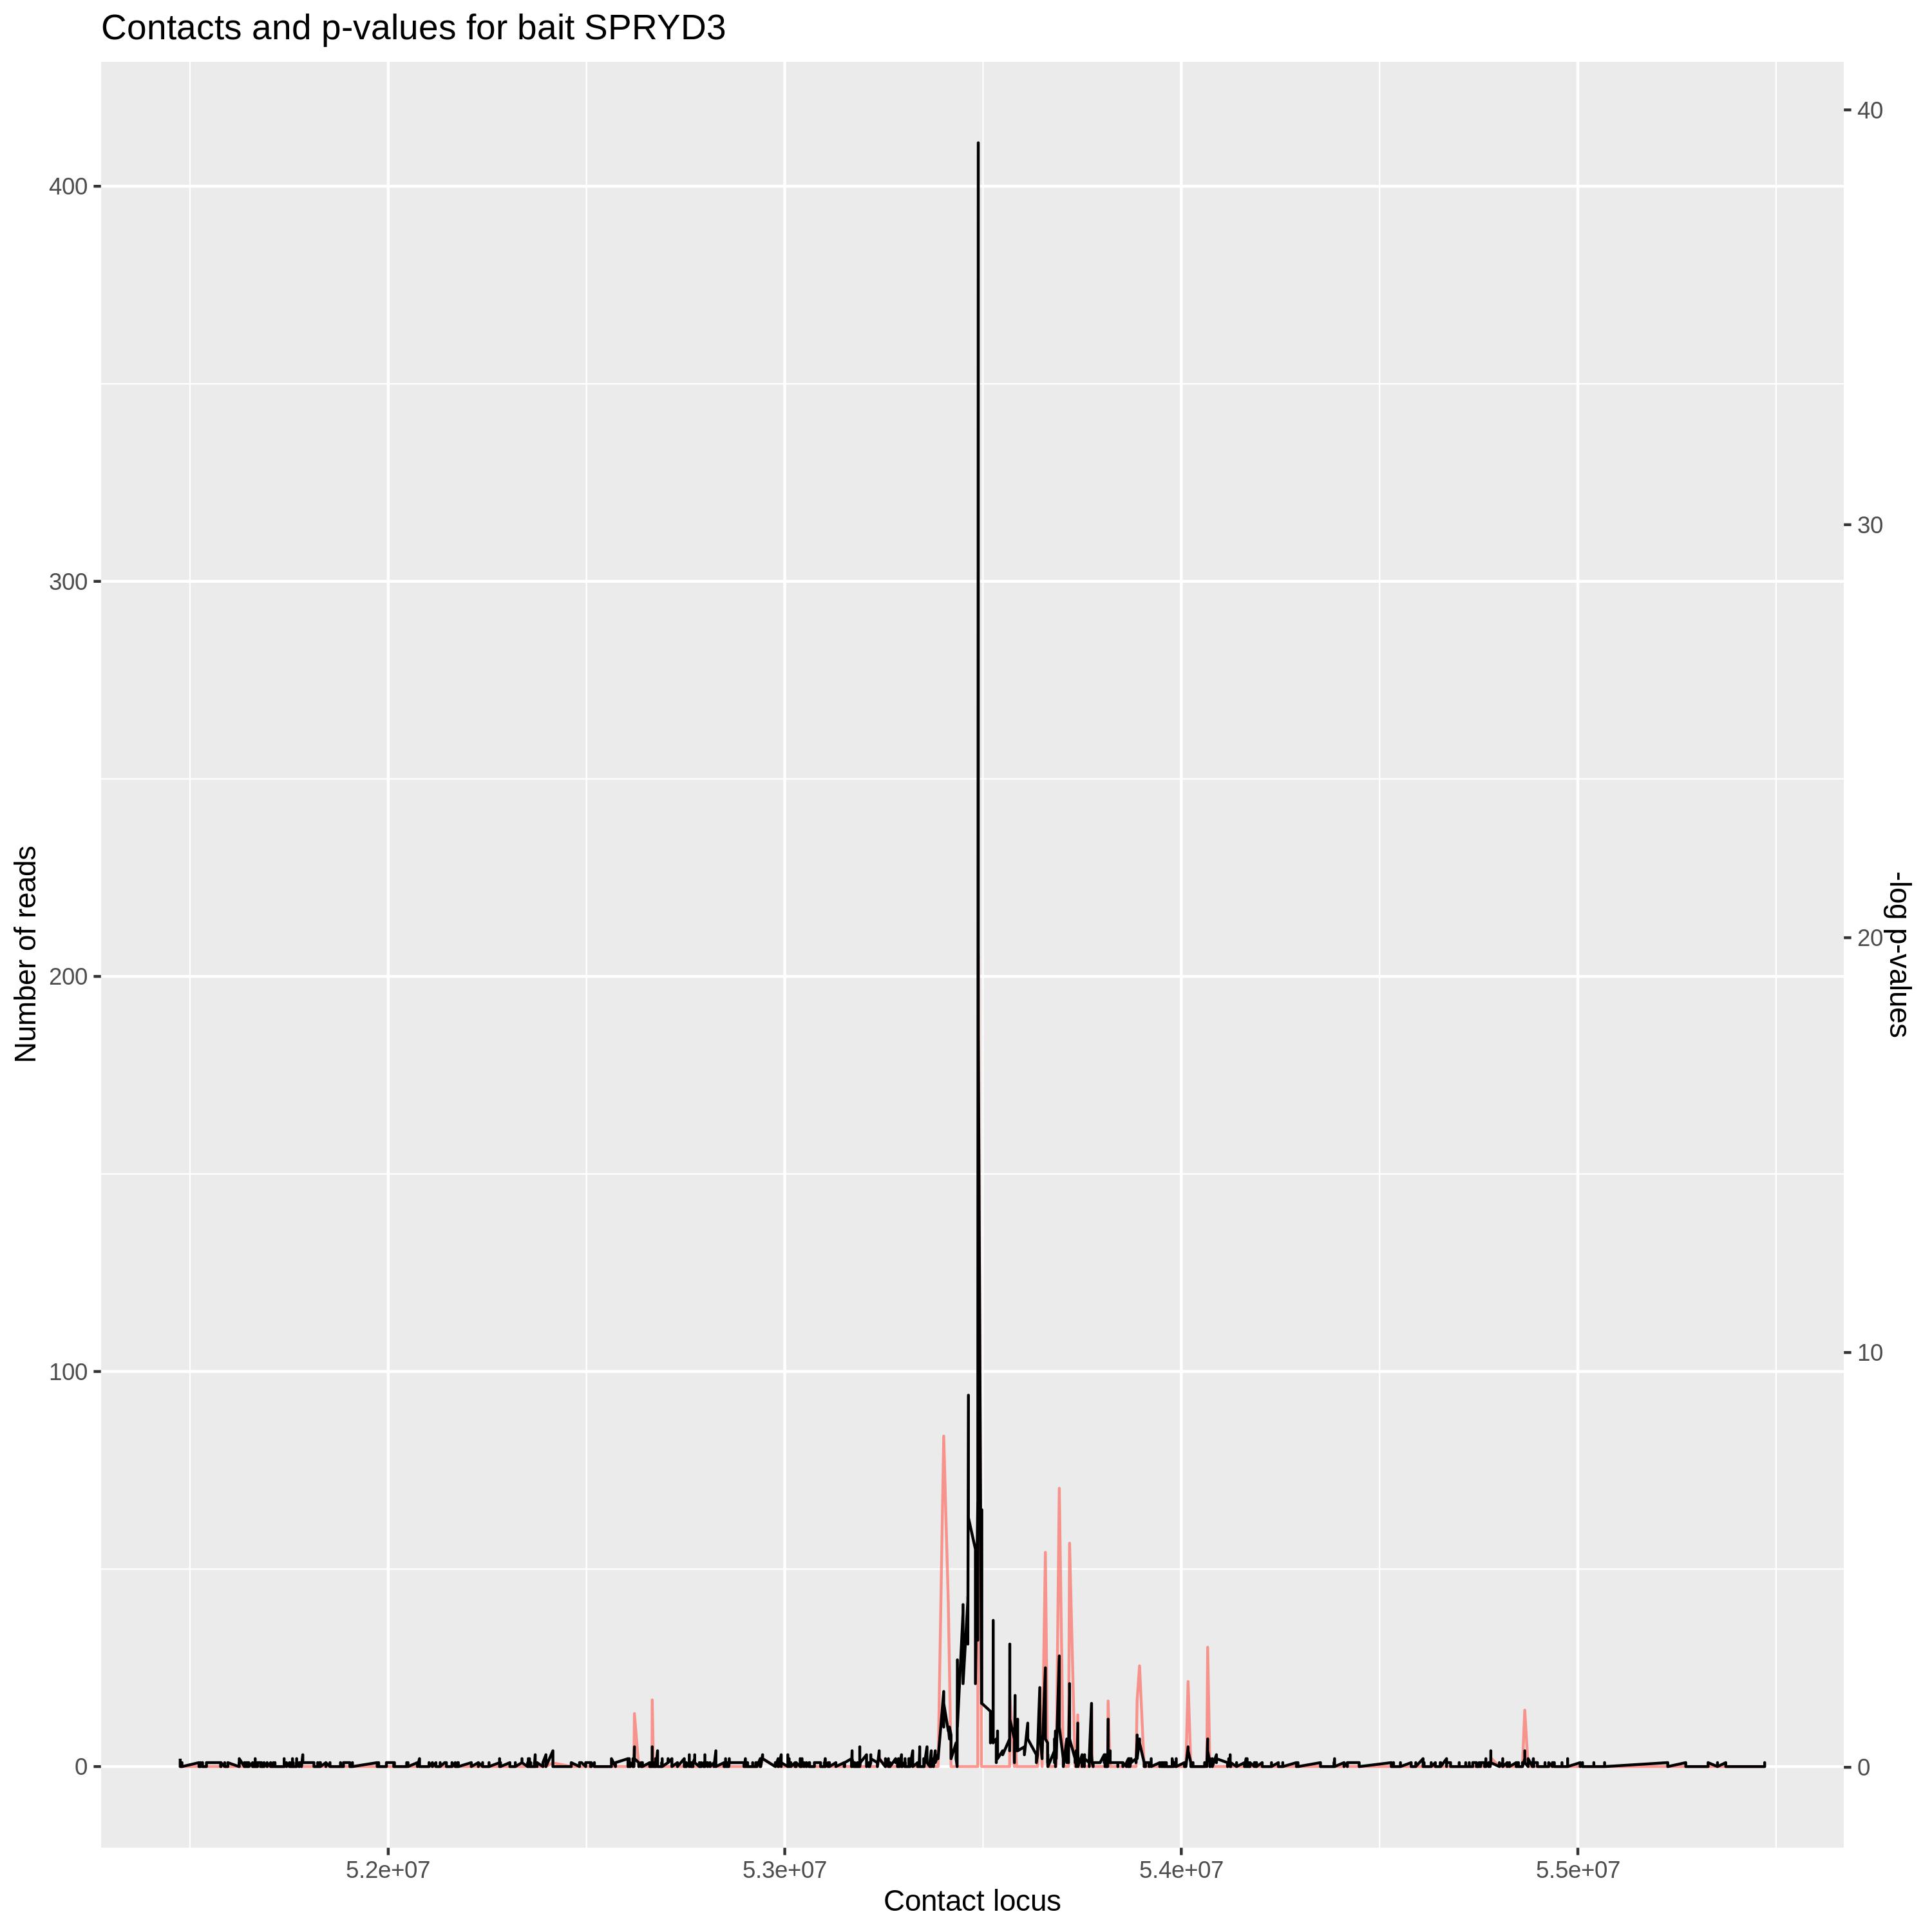 Contacts and p-values for bait SPRYD3
Number of reads
400
300
200
100
0
40
30
20
10
0
-log p-values
5.2e+07
5.3e+07
5.4e+07
5.5e+07
Contact locus